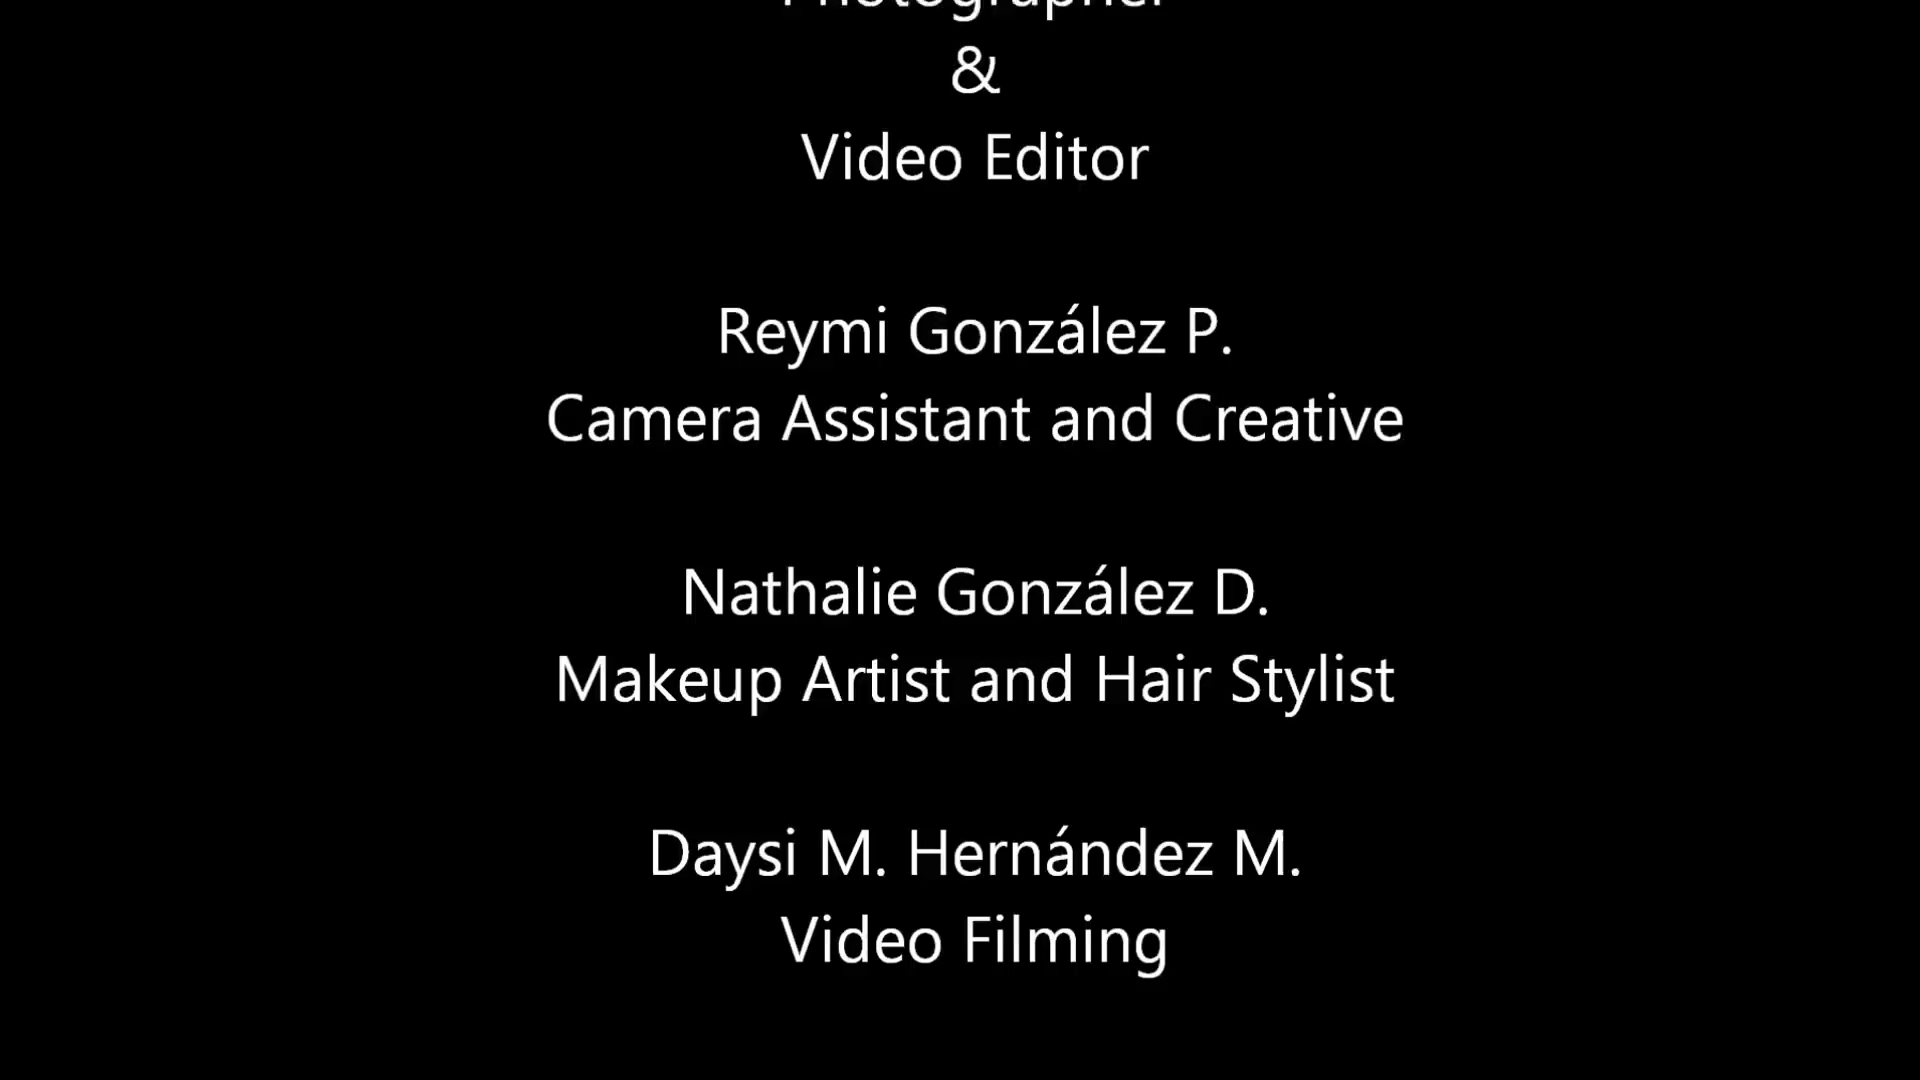 Photographer
&
Video Editor
Reymi González P.
Camera Assistant and Creative
Nathalie González D.
Makeup Artist and Hair Stylist
Daysi M. Hernández M.
Video Filming